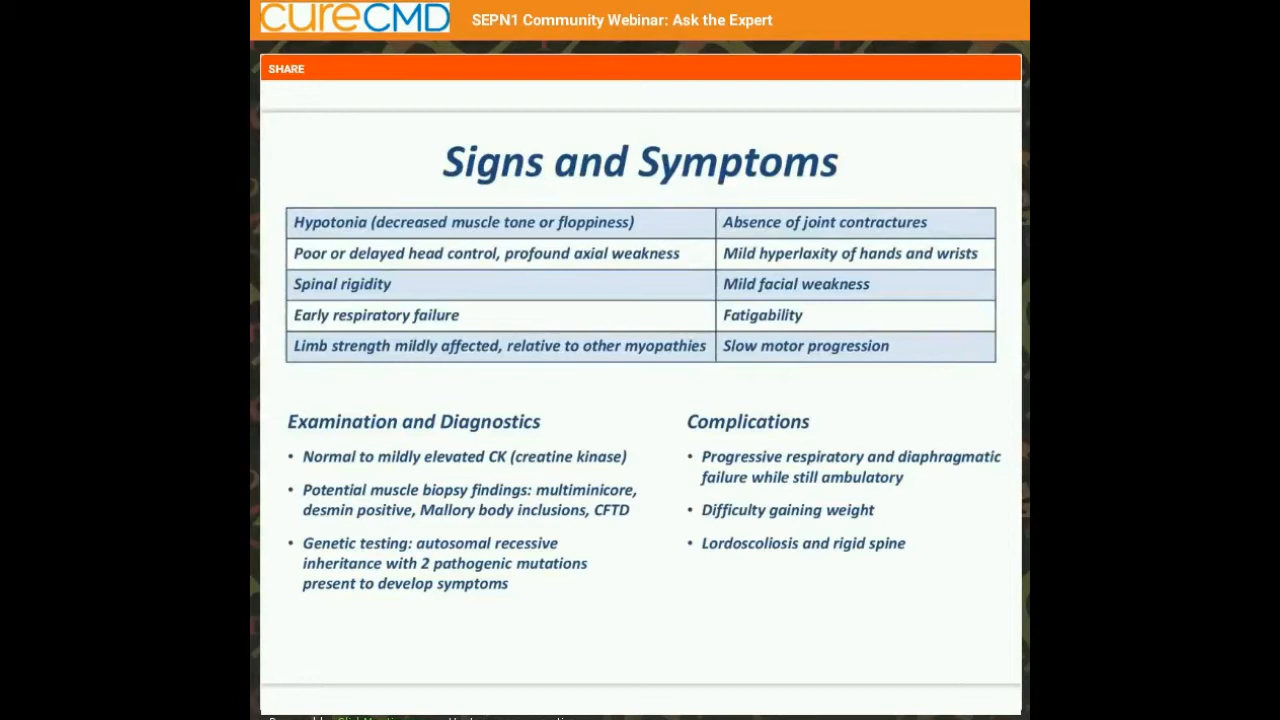 cureCMD
SEPN1 Community Webinar: Ask the Expert
SHARE
Signs and Symptoms
Hypotonia (decreased muscle tone or floppiness)
Absence of joint contractures
Poor or delayed head control, profound axial weakness
Mild hyperlaxity of hands and wrists
Spinal rigidity
Mild facial weakness
Early respiratory failure
Fatigability
Limb strength mildly affected, relative to other myopathies
Slow motor progression
Examination and Diagnostics
• Normal to mildly elevated CK (creatine kinase)
• Potential muscle biopsy findings: multiminicore,
desmin positive, Mallory body inclusions, CFTD
• Genetic testing: autosomal recessive
inheritance with 2 pathogenic mutations
present to develop symptoms
Complications
• Progressive respiratory and diaphragmatic
failure while still ambulatory
• Difficulty gaining weight
• Lordoscoliosis and rigid spine